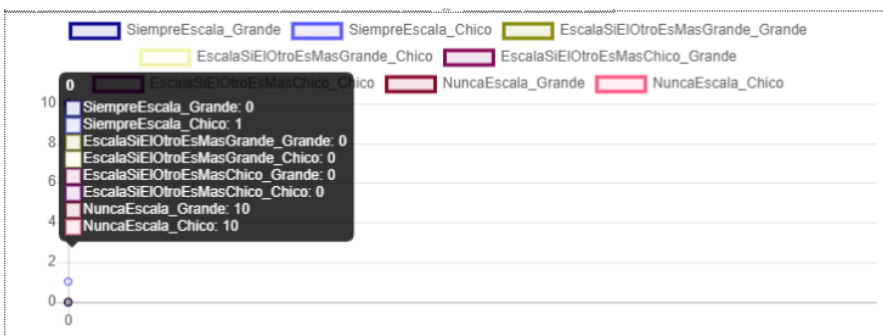 SiempreEscala_Grande SiempreEscala_Chico EscalaSiElOtroEsMasGrande_Grande
EscalaSiElOtroEsMasGrande_Chico EscalaSiElOtroEsMasChico_Grande
EscalaSiElOtroEsMasChico_Chico NuncaEscala_Grande NuncaEscala_Chico
0
SiempreEscala_Grande: 0
SiempreEscala_Chico: 1
EscalaSiElOtroEsMasGrande_Grande: 0
EscalaSiElOtroEsMasGrande_Chico: 0
EscalaSiElOtroEsMasChico_Grande: 0
EscalaSiElOtroEsMasChico_Chico: 0
NuncaEscala_Grande: 10
NuncaEscala_Chico: 10
10
8
6
4
2
0
0